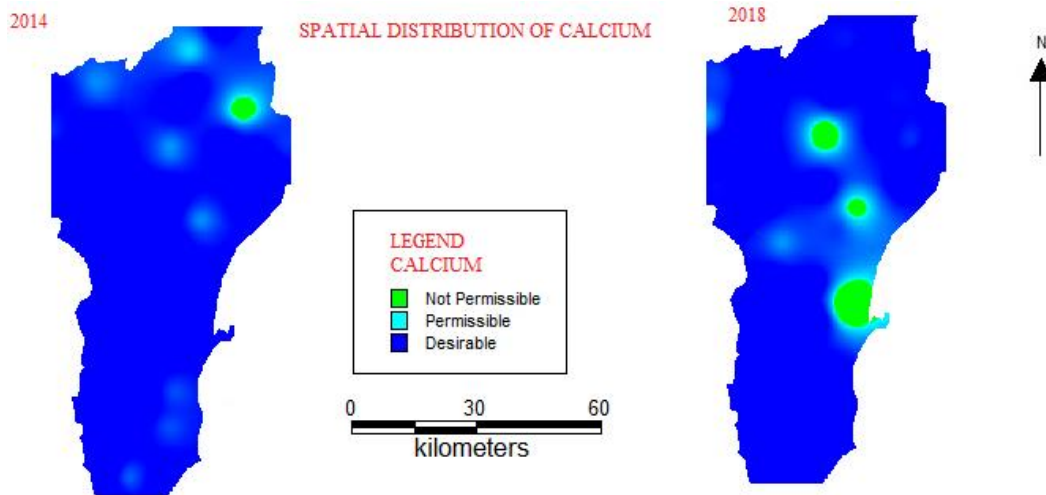 2014
SPATIAL DISTRIBUTION OF CALCIUM
2018
N
LEGEND
CALCIUM
Not Permissible
Permissible
Desirable
0 30 60
kilometers